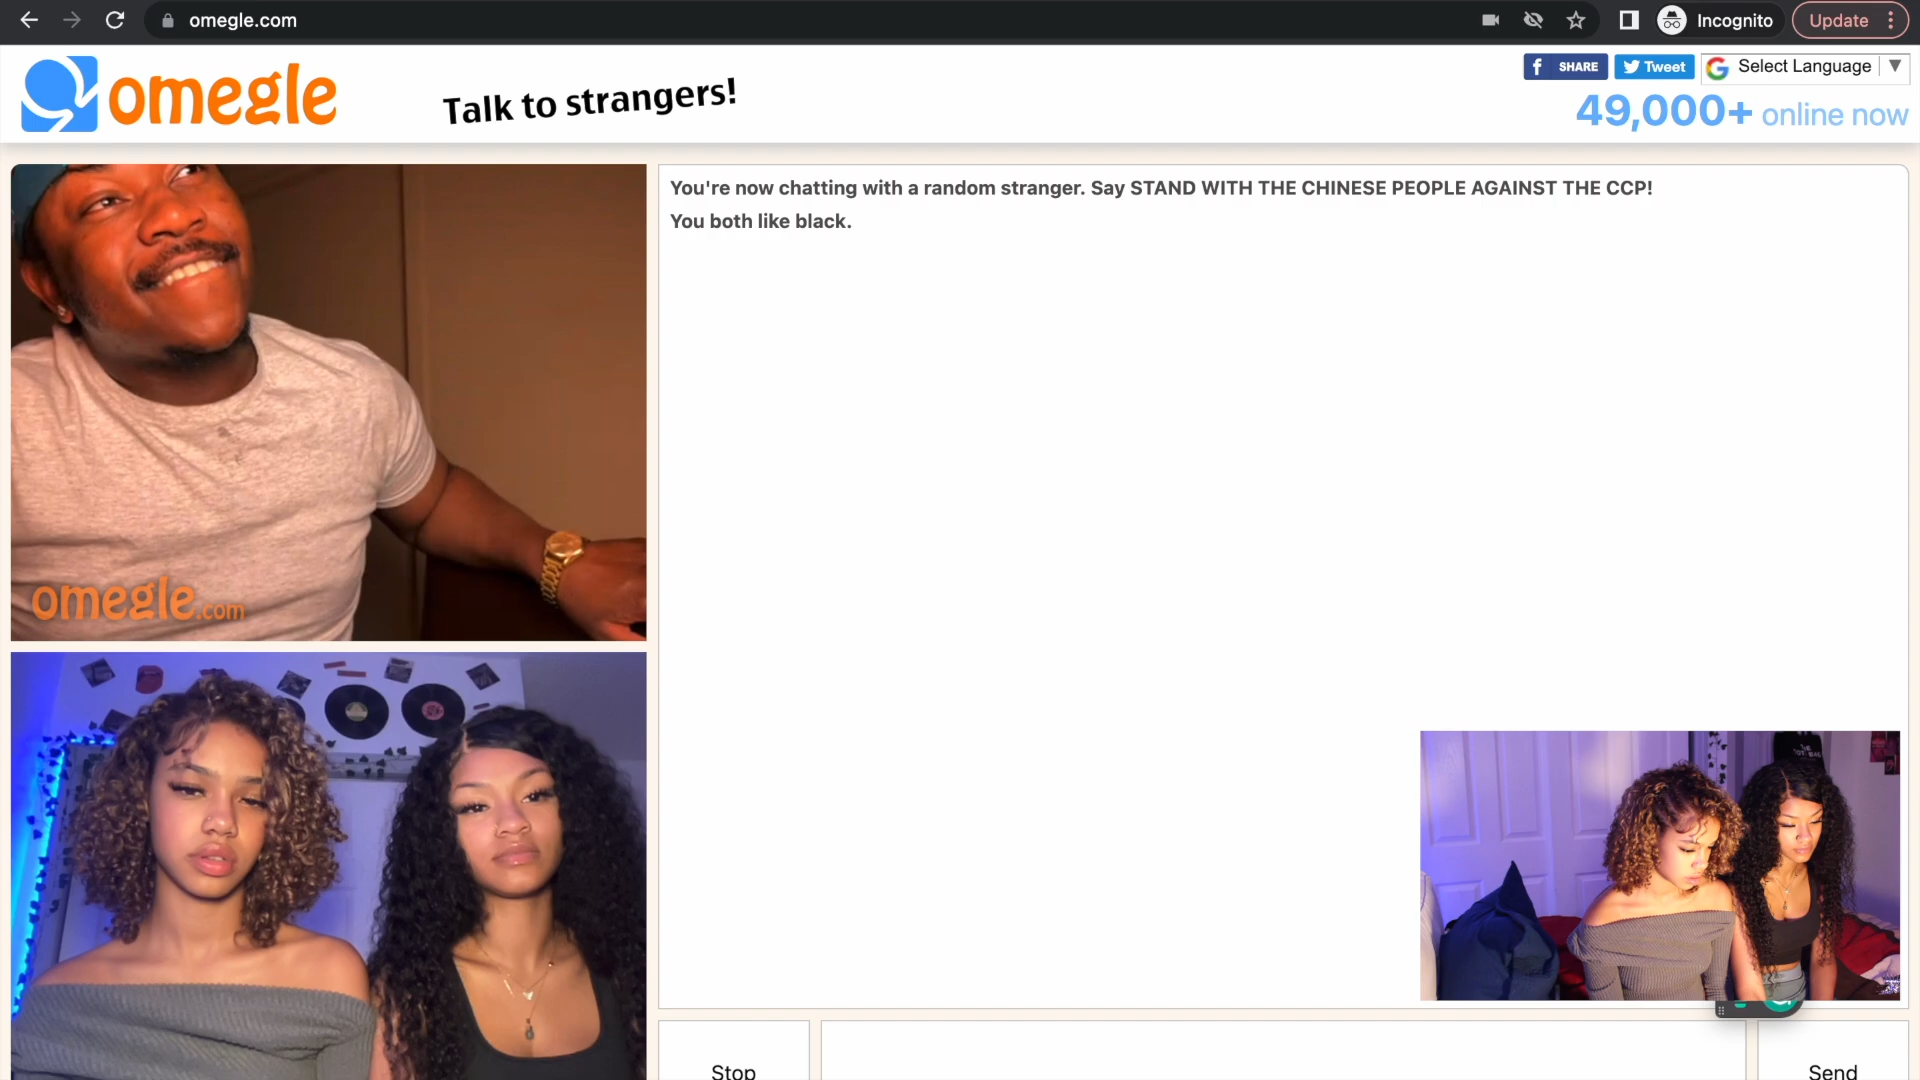 omegle.com
Incognito
Update
omegle
Talk to strangers!
SHARE
Tweet
Select Language
49,000+ online now
You're now chatting with a random stranger. Say STAND WITH THE CHINESE PEOPLE AGAINST THE CCP!
You both like black.
omegle.com
Stop
Send